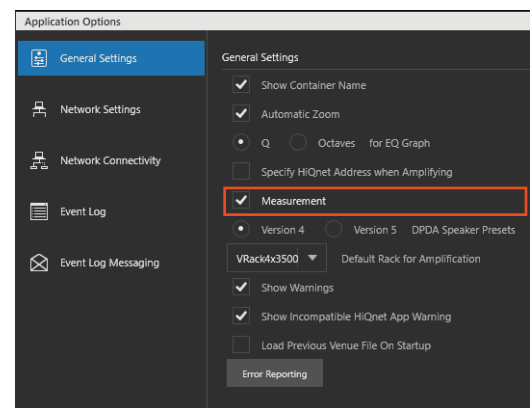 Application Options
General Settings
Network Settings
Network Connectivity
Event Log
Event Log Messaging
General Settings
Show Container Name
Automatic Zoom
Q Octaves for EQ Graph
Specify HiQnet Address when Amplifying
Measurement
Version 4 Version 5 DPDA Speaker Presets
VRack4x3500 Default Rack for Amplification
Show Warnings
Show Incompatible HiQnet App Warning
Load Previous Venue File On Startup
Error Reporting